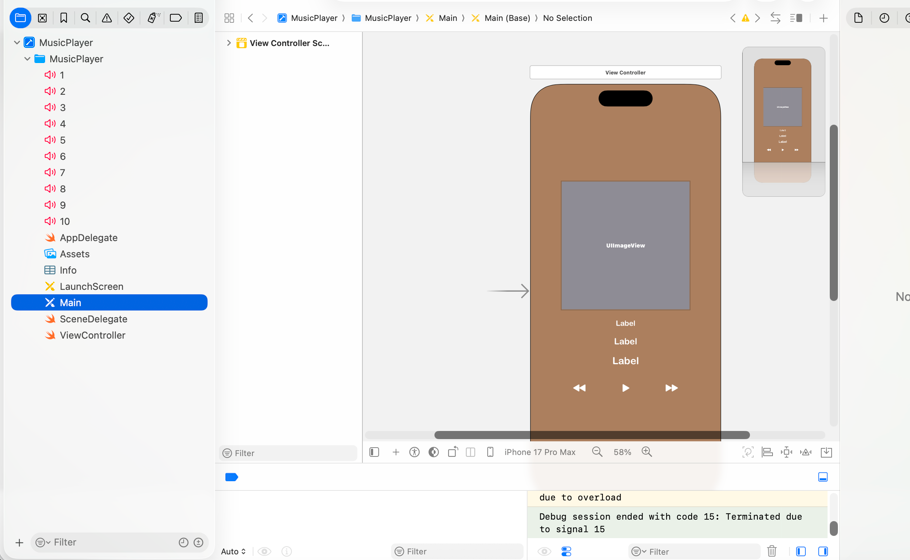 MusicPlayer
MusicPlayer
1
2
3
4
5
6
7
8
9
10
AppDelegate
Assets
Info
LaunchScreen
Main
SceneDelegate
ViewController
Filter
MusicPlayer
MusicPlayer
Main
Main (Base)
No Selection
View Controller Sc...
Filter
View Controller
UIImageView
Label
Label
Label
iPhone 17 Pro Max
58%
Auto
Filter
due to overload
Debug session ended with code 15: Terminated due
to signal 15
Filter
No